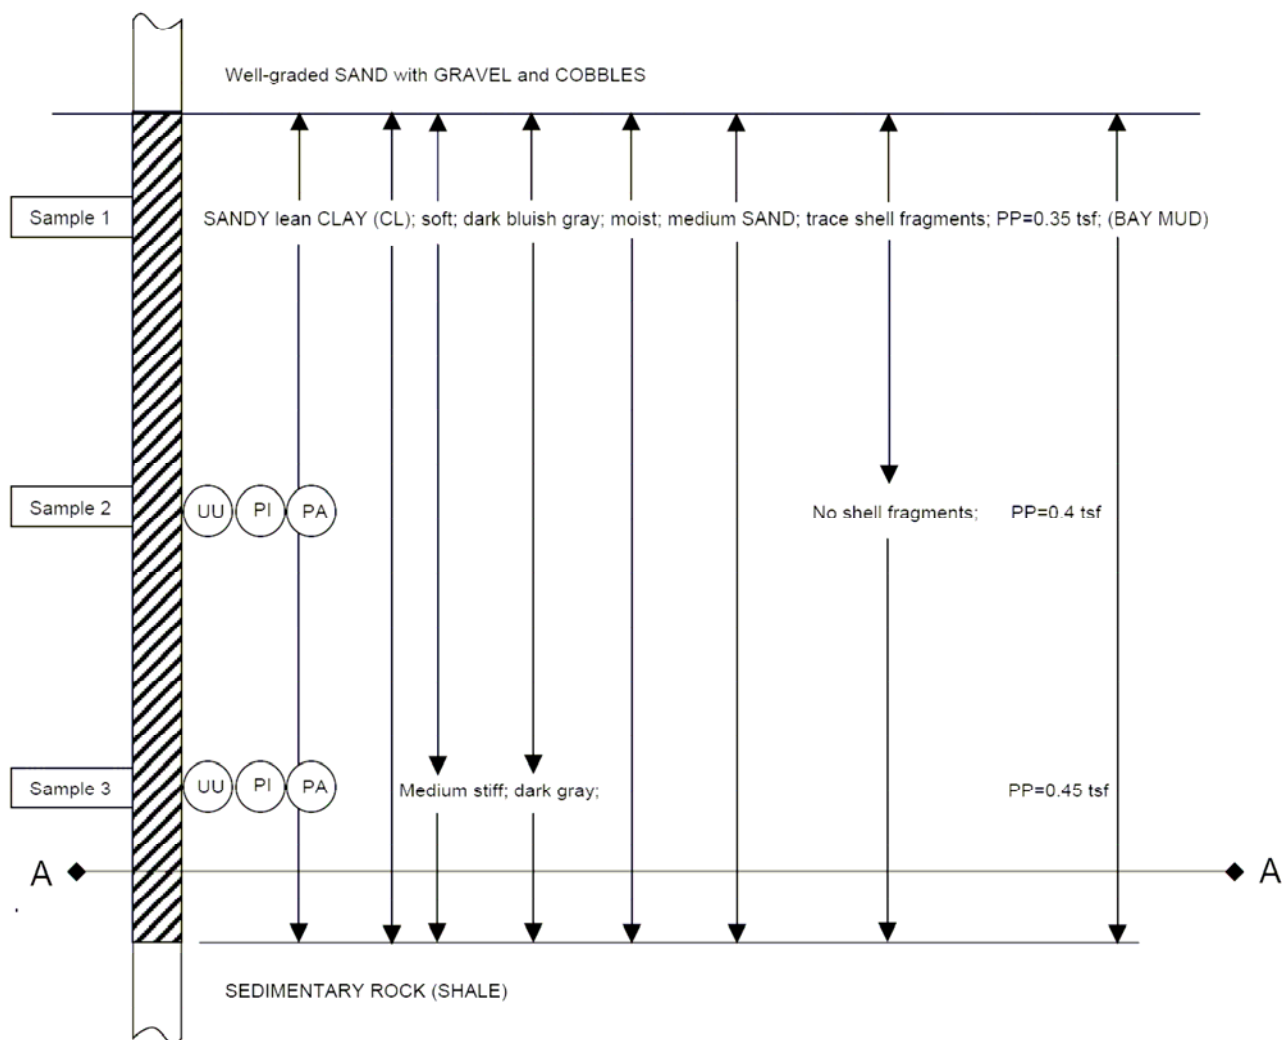 Well-graded SAND with GRAVEL and COBBLES
Sample 1
SANDY lean CLAY (CL); soft; dark bluish gray; moist; medium SAND; trace shell fragments; PP=0.35 tsf; (BAY MUD)
Sample 2
UU PI PA
No shell fragments; PP=0.4 tsf
Sample 3
UU PI PA
Medium stiff; dark gray; PP=0.45 tsf
A A
SEDIMENTARY ROCK (SHALE)